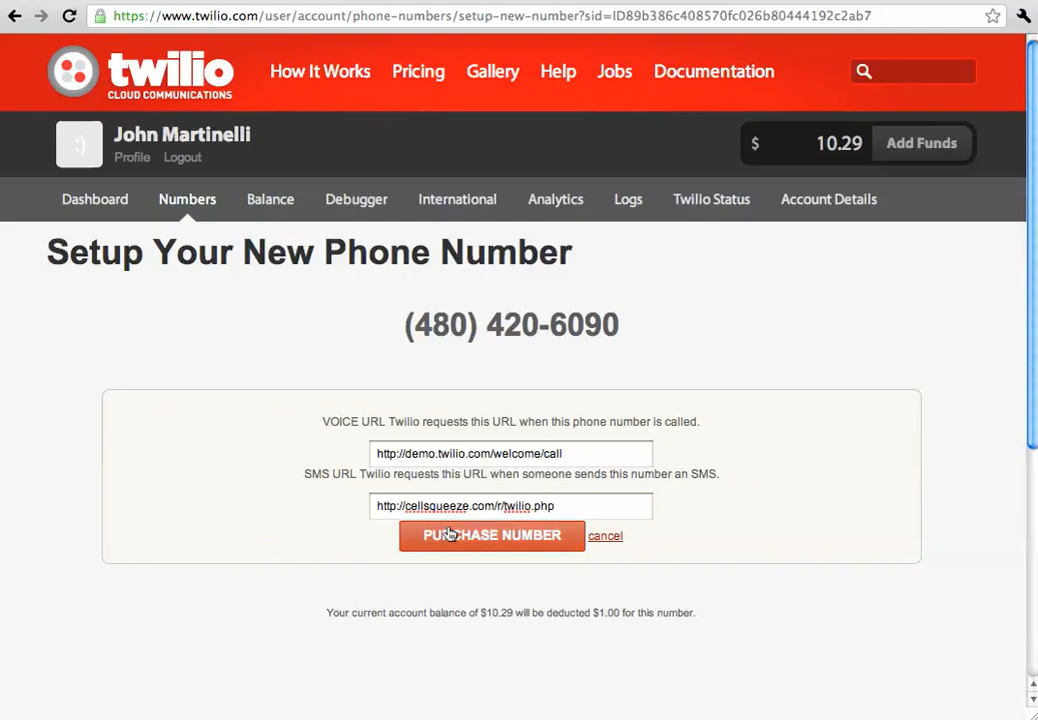 https://www.twilio.com/user/account/phone-numbers/setup-new-number?sid=ID89b386c408570fc026b80444192c2ab7
twilio
CLOUD COMMUNICATIONS
How It Works Pricing Gallery Help Jobs Documentation
:)
John Martinelli
Profile Logout
$ 10.29 Add Funds
Dashboard Numbers Balance Debugger International Analytics Logs Twilio Status Account Details
Setup Your New Phone Number
(480) 420-6090
VOICE URL Twilio requests this URL when this phone number is called.
http://demo.twilio.com/welcome/call
SMS URL Twilio requests this URL when someone sends this number an SMS.
http://cellsqueeze.com/r/twilio.php
PURCHASE NUMBER cancel
Your current account balance of $10.29 will be deducted $1.00 for this number.